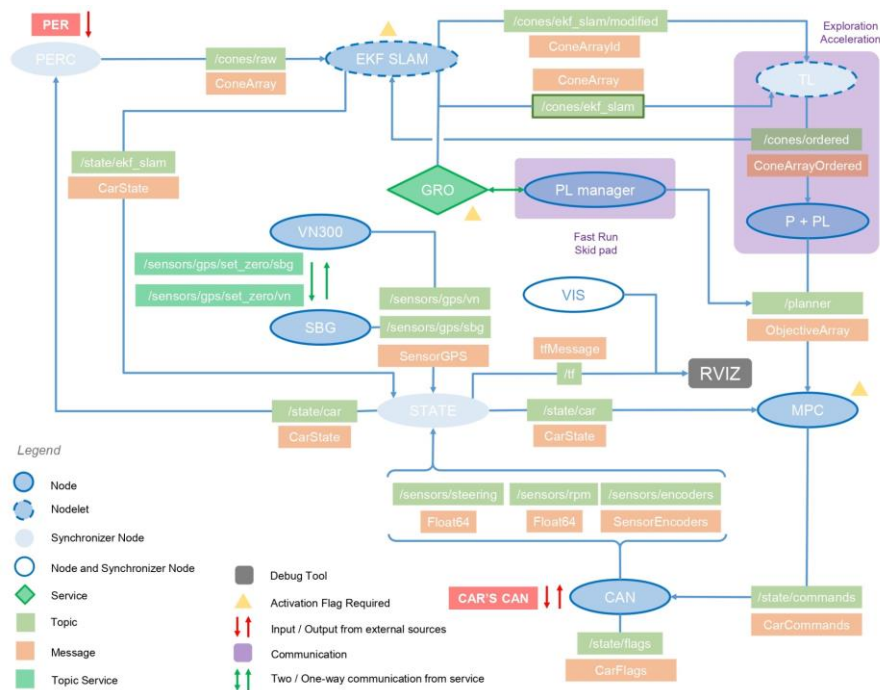 PER
PERC
/cones/raw
ConeArray
EKF SLAM
/cones/ekf_slam/modified
ConeArrayId
ConeArray
/cones/ekf_slam
Exploration
Acceleration
TL
/cones/ordered
ConeArrayOrdered
/state/ekf_slam
CarState
GRO
PL manager
P + PL
Fast Run
Skid pad
VN300
/sensors/gps/set_zero/sbg
/sensors/gps/set_zero/vn
SBG
/sensors/gps/vn
/sensors/gps/sbg
SensorGPS
VIS
tfMessage
/tf
RVIZ
/planner
ObjectiveArray
/state/car
CarState
STATE
/state/car
CarState
MPC
/sensors/steering
Float64
/sensors/rpm
Float64
/sensors/encoders
SensorEncoders
CAR'S CAN
CAN
/state/commands
CarCommands
/state/flags
CarFlags
Legend
Node
Nodelet
Synchronizer Node
Node and Synchronizer Node
Service
Topic
Message
Topic Service
Debug Tool
Activation Flag Required
Input / Output from external sources
Communication
Two / One-way communication from service